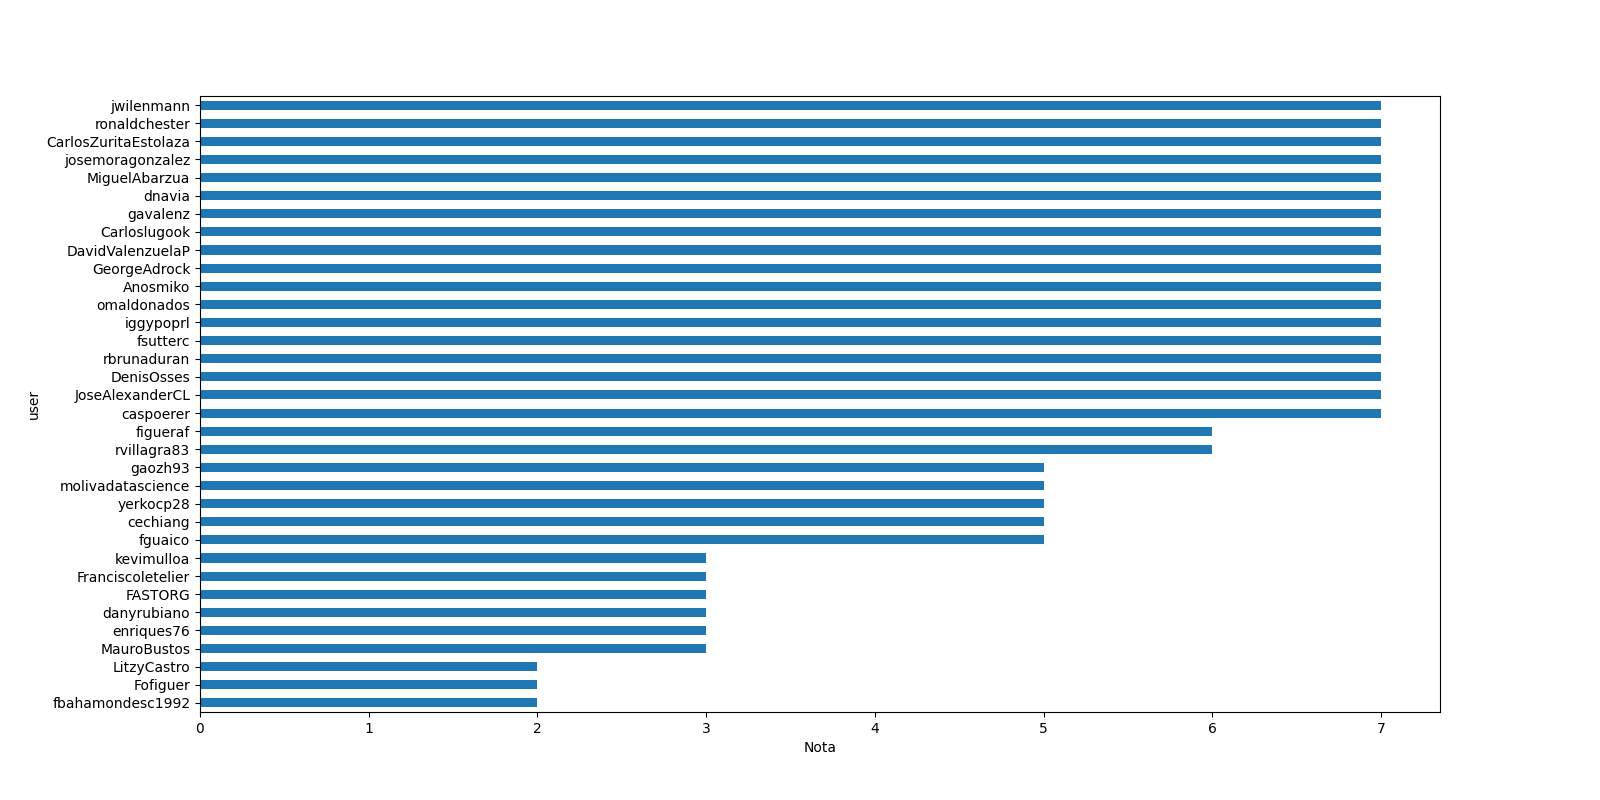 jwilenmann
ronaldchester
CarlosZuritaEstolaza
josemoragonzalez
MiguelAbarzua
dnavia
gavalenz
Carloslugook
DavidValenzuelaP
GeorgeAdrock
Anosmiko
omaldonados
iggypoprl
fsutterc
rbrunaduran
DenisOsses
JoseAlexanderCL
caspoerer
figueraf
rvillagra83
gaozh93
molivadatascience
yerkocp28
cechiang
fguaico
kevimulloa
Franciscoletelier
FASTORG
danyrubiano
enriques76
MauroBustos
LitzyCastro
Fofiguer
fbahamondesc1992
user
0 1 2 3 4 5 6 7
Nota